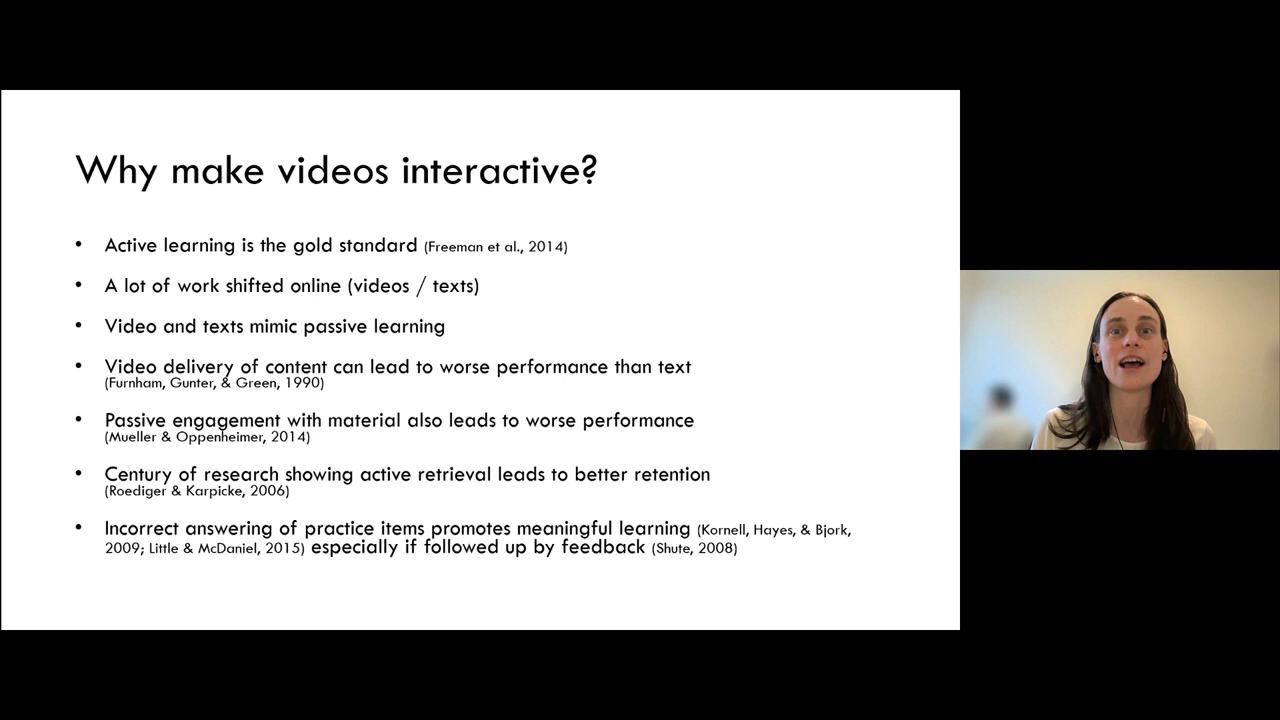 Why make videos interactive?
• Active learning is the gold standard (Freeman et al., 2014)
• A lot of work shifted online (videos / texts)
• Video and texts mimic passive learning
• Video delivery of content can lead to worse performance than text
(Furnham, Gunter, & Green, 1990)
• Passive engagement with material also leads to worse performance
(Mueller & Oppenheimer, 2014)
• Century of research showing active retrieval leads to better retention
(Roediger & Karpicke, 2006)
• Incorrect answering of practice items promotes meaningful learning (Kornell, Hayes, & Bjork,
2009; Little & McDaniel, 2015) especially if followed up by feedback (Shute, 2008)